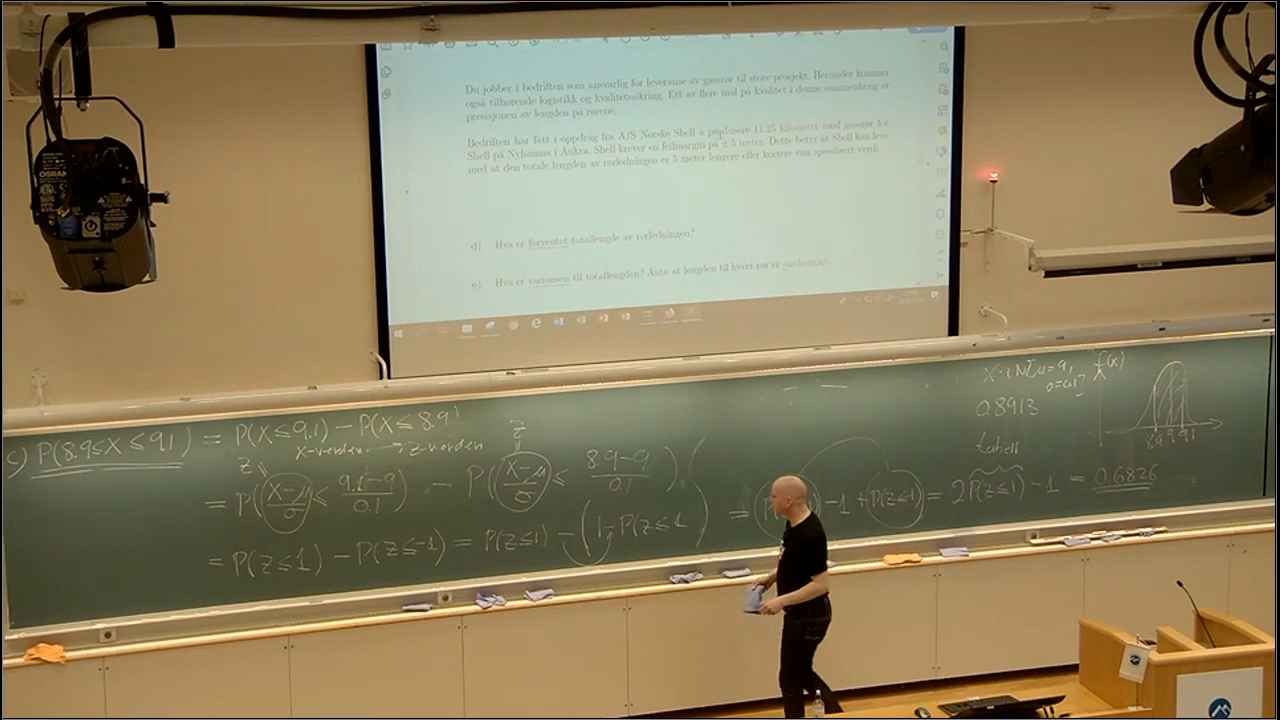 Du jobber i bedriften som ansvarlig for leveranse av gassrør til store prosjekt. Herunder kommer
også tilhørende logistikk og kvalitetssikring. Ett av flere mål på kvalitet i denne sammenheng er
presisjonen av lengden på rørene.
Bedriften har fått i oppdrag fra A/S Norske Shell å produsere 11.25 kilometer med gassrør for
Shell på Nyhamna i Aukra. Shell krever en feilmargin på ± 5 meter. Dette betyr at Shell kan leve
med at den totale lengden av rørledningen er 5 meter lengere eller kortere enn spesifisert verdi.
d) Hva er forventet totallengde av rørledningen?
e) Hva er variansen til totallengden? Anta at lengden til hvert rør er uavhengige.
OSRAM
c) P(8.9≤X≤9.1) = P(X≤9.1) - P(X≤8.9)
x-verden → z-verden
z z
= P(X-μ/σ ≤ 9.1-9/0.1) - P(X-μ/σ ≤ 8.9-9/0.1)
= P(Z≤1) - P(Z≤-1) = P(Z≤1) - (1-P(Z≤1)
-1 + P(Z≤1) = 2P(Z≤1) - 1 = 0.6826
X~N[μ=9,
σ=0.1]
0.8913
tabell
f(x)
8.9 9 9.1